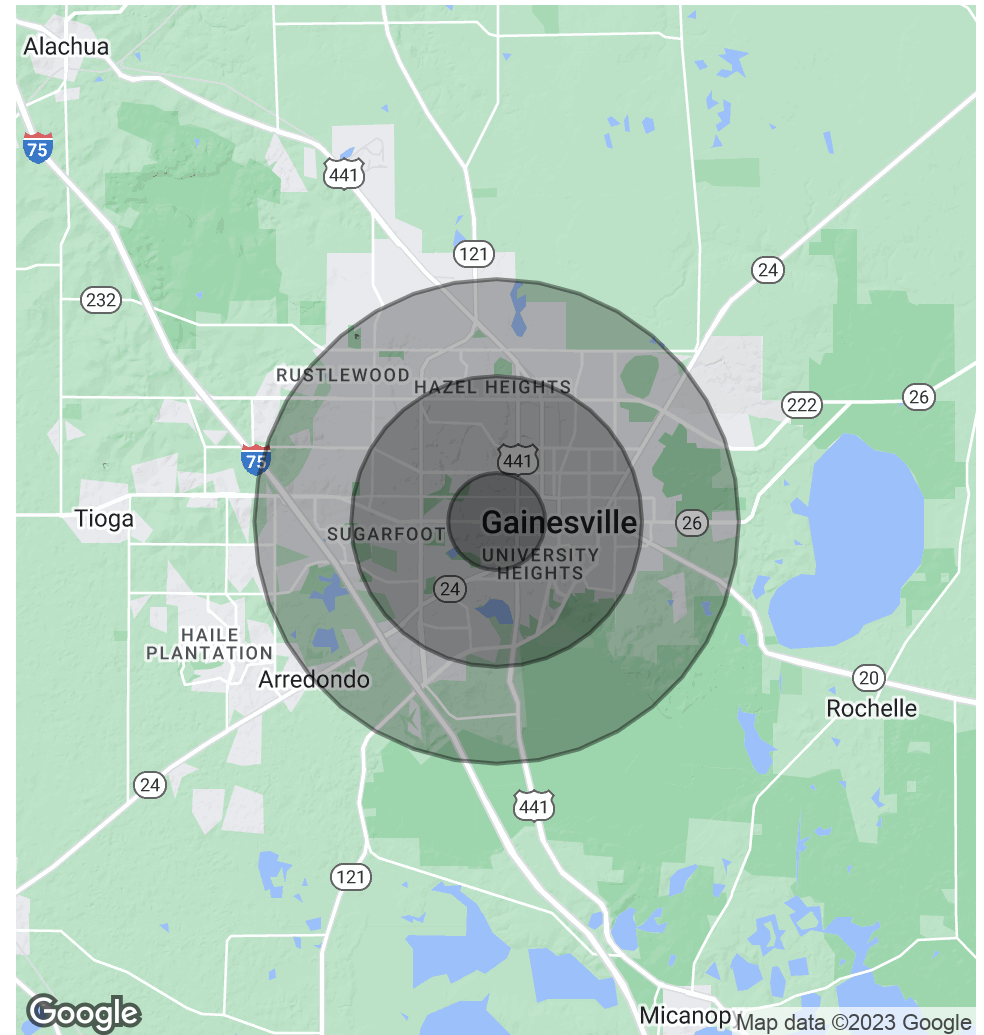 Alachua
75
441
121
24
232
RUSTLEWOOD
HAZEL HEIGHTS
222
26
441
75
Tioga
SUGARFOOT
Gainesville
26
UNIVERSITY
HEIGHTS
24
HAILE
PLANTATION
Arredondo
20
Rochelle
24
441
121
Google
Micanop
Map data ©2023 Google